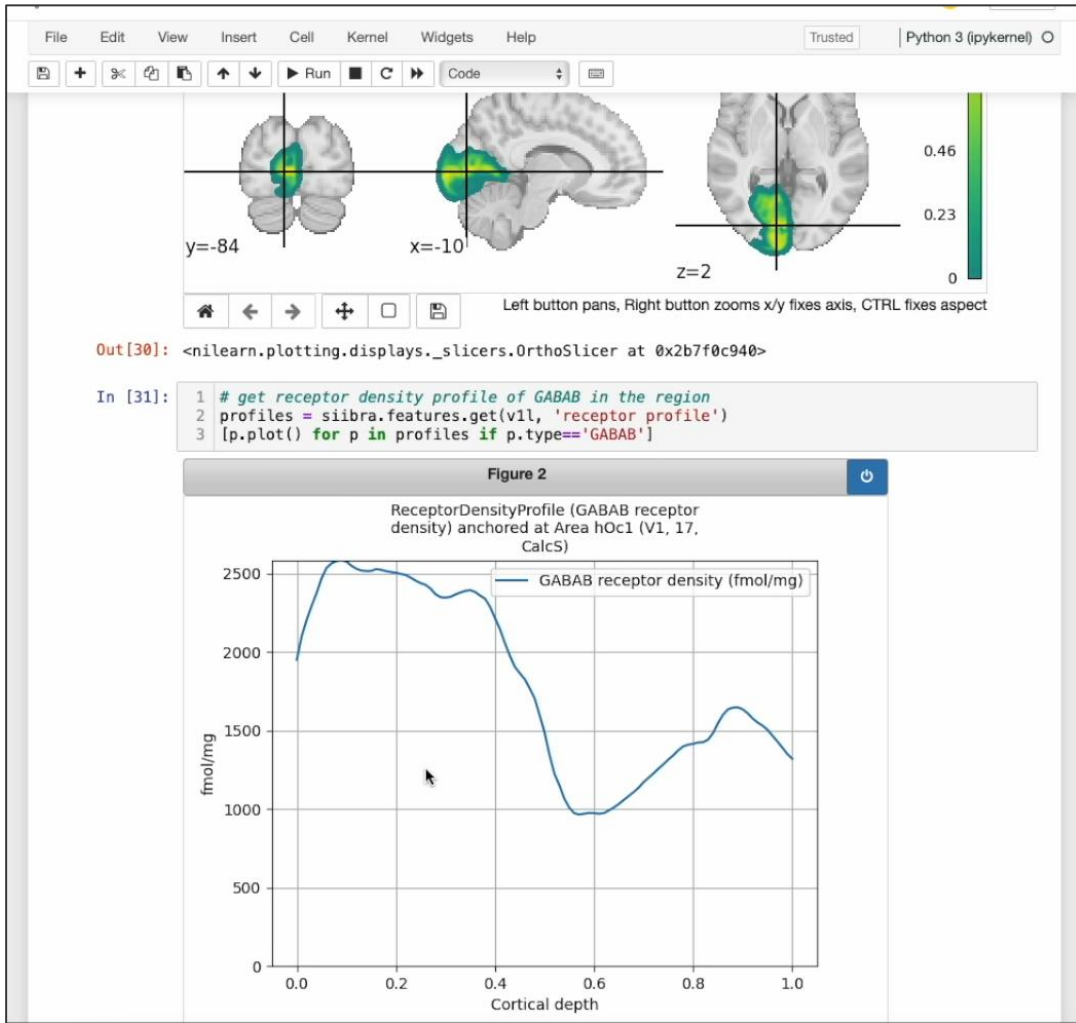 File Edit View Insert Cell Kernel Widgets Help Trusted Python 3 (ipykernel)
Run Code
0.46
0.23
0
y=-84 x=-10
z=2
Left button pans, Right button zooms x/y fixes axis, CTRL fixes aspect
Out[30]: <nilearn.plotting.displays._slicers.OrthoSlicer at 0x2b7f0c940>
In [31]: 1 # get receptor density profile of GABAB in the region
2 profiles = siibra.features.get(v1l, 'receptor profile')
3 [p.plot() for p in profiles if p.type=='GABAB']
Figure 2
ReceptorDensityProfile (GABAB receptor
density) anchored at Area hOc1 (V1, 17,
CalcS)
GABAB receptor density (fmol/mg)
2500
2000
1500
1000
500
0
fmol/mg
0.0 0.2 0.4 0.6 0.8 1.0
Cortical depth